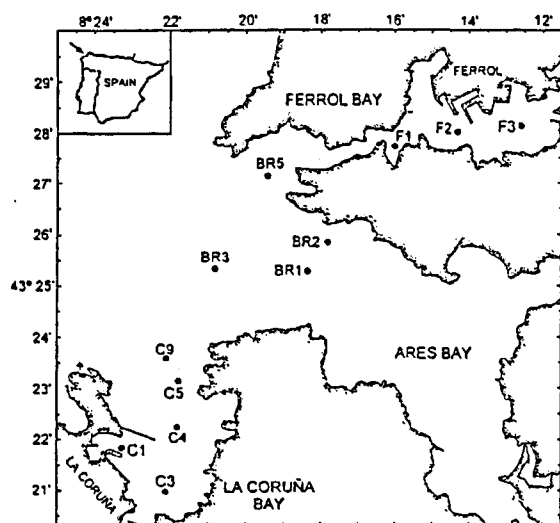 8° 24' 22' 20' 18' 16' 14' 12'
29'
28'
27'
26'
43° 25'
24'
23'
22'
21'
SPAIN
FERROL
FERROL BAY
F1
F2
F3
BR5
BR2
BR3
BR1
ARES BAY
C9
C5
C4
C1
C3
LA CORUÑA
LA CORUÑA
BAY